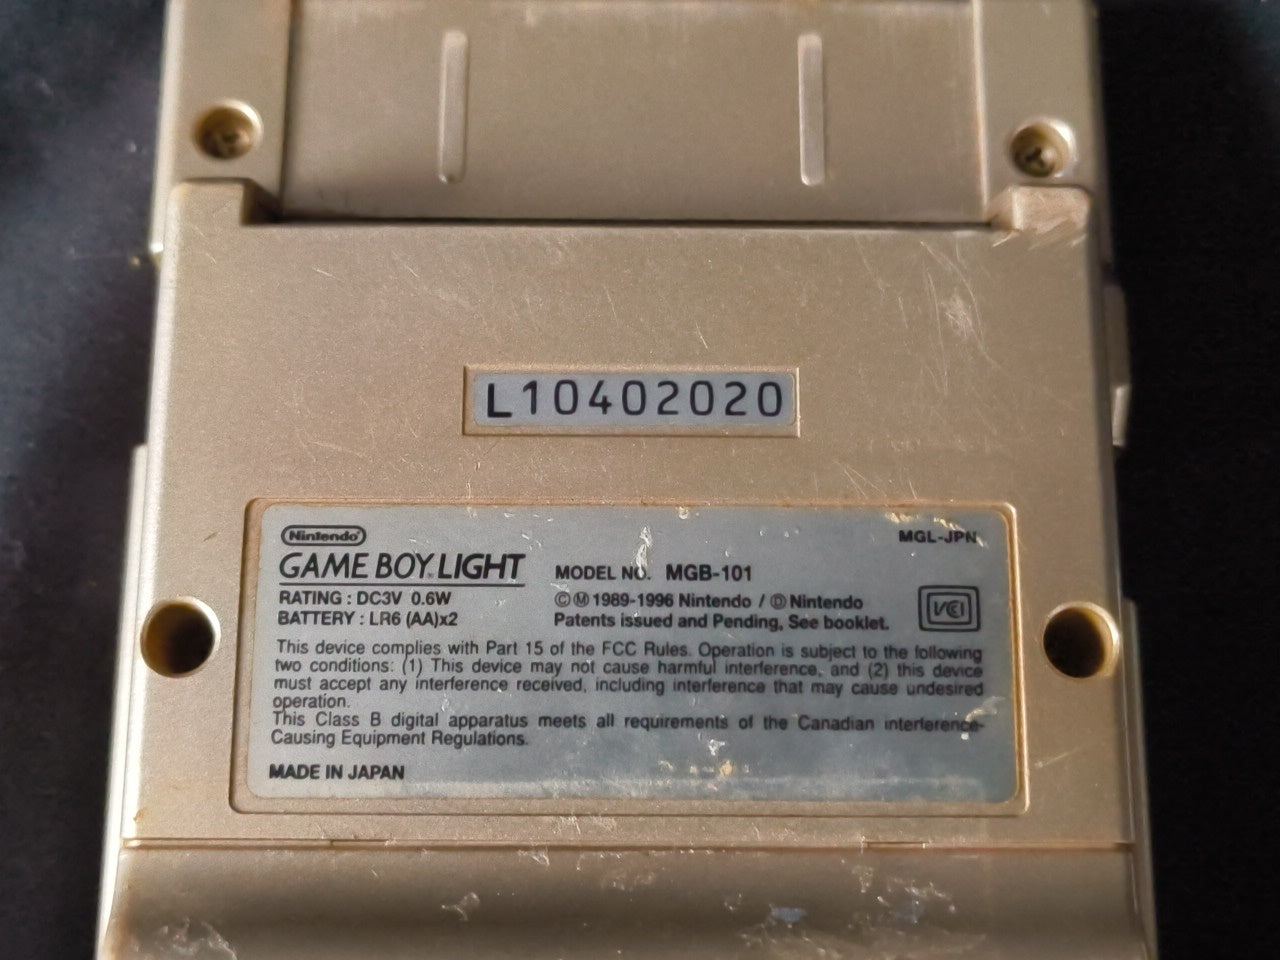 L10402020
Nintendo
GAME BOY LIGHT
MGL-JPN
MODEL NO. MGB-101
RATING : DC3V 0.6W
©Ⓜ 1989-1996 Nintendo / Ⓓ Nintendo
VCI
BATTERY : LR6 (AA)x2
Patents issued and Pending, See booklet.
This device complies with Part 15 of the FCC Rules. Operation is subject to the following
two conditions: (1) This device may not cause harmful interference, and (2) this device
must accept any interference received, including interference that may cause undesired
operation.
This Class B digital apparatus meets all requirements of the Canadian interference-
Causing Equipment Regulations.
MADE IN JAPAN